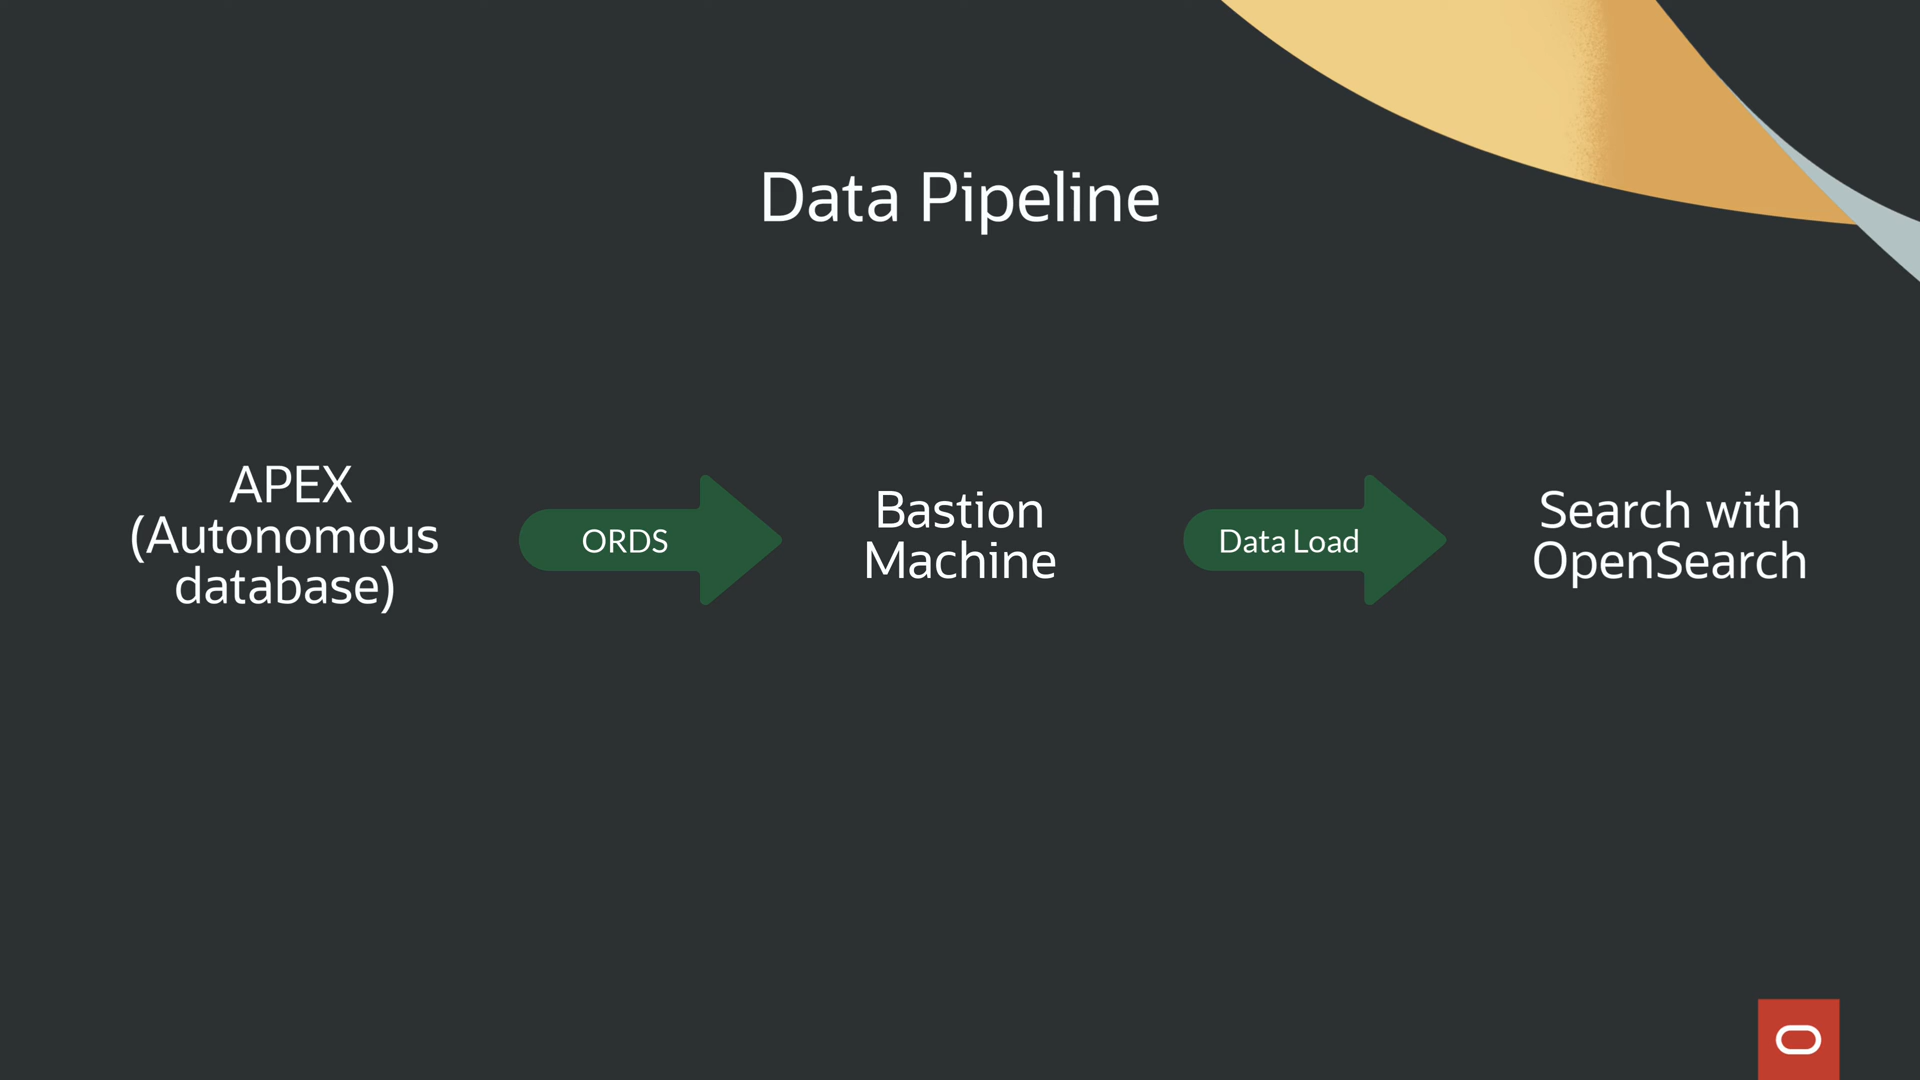 Data Pipeline
APEX
(Autonomous
database)
ORDS
Bastion
Machine
Data Load
Search with
OpenSearch